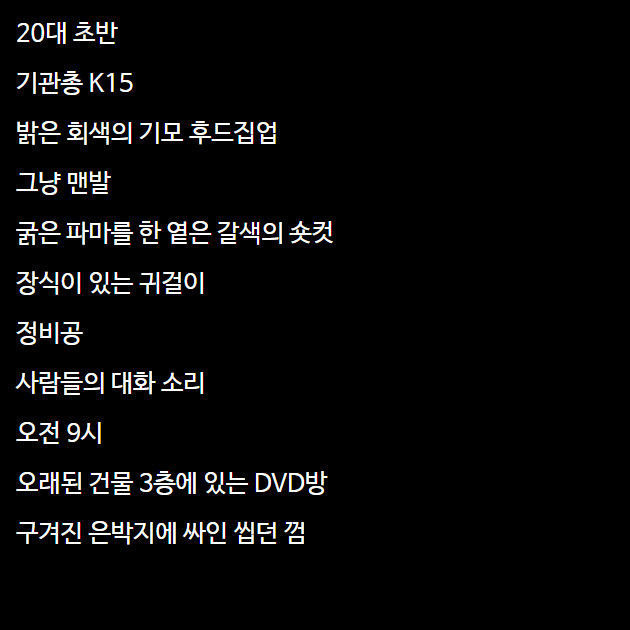 20대 초반
기관총 K15
밝은 회색의 기모 후드집업
그냥 맨발
굵은 파마를 한 옅은 갈색의 숏컷
장식이 있는 귀걸이
정비공
사람들의 대화 소리
오전 9시
오래된 건물 3층에 있는 DVD방
구겨진 은박지에 싸인 씹던 껌